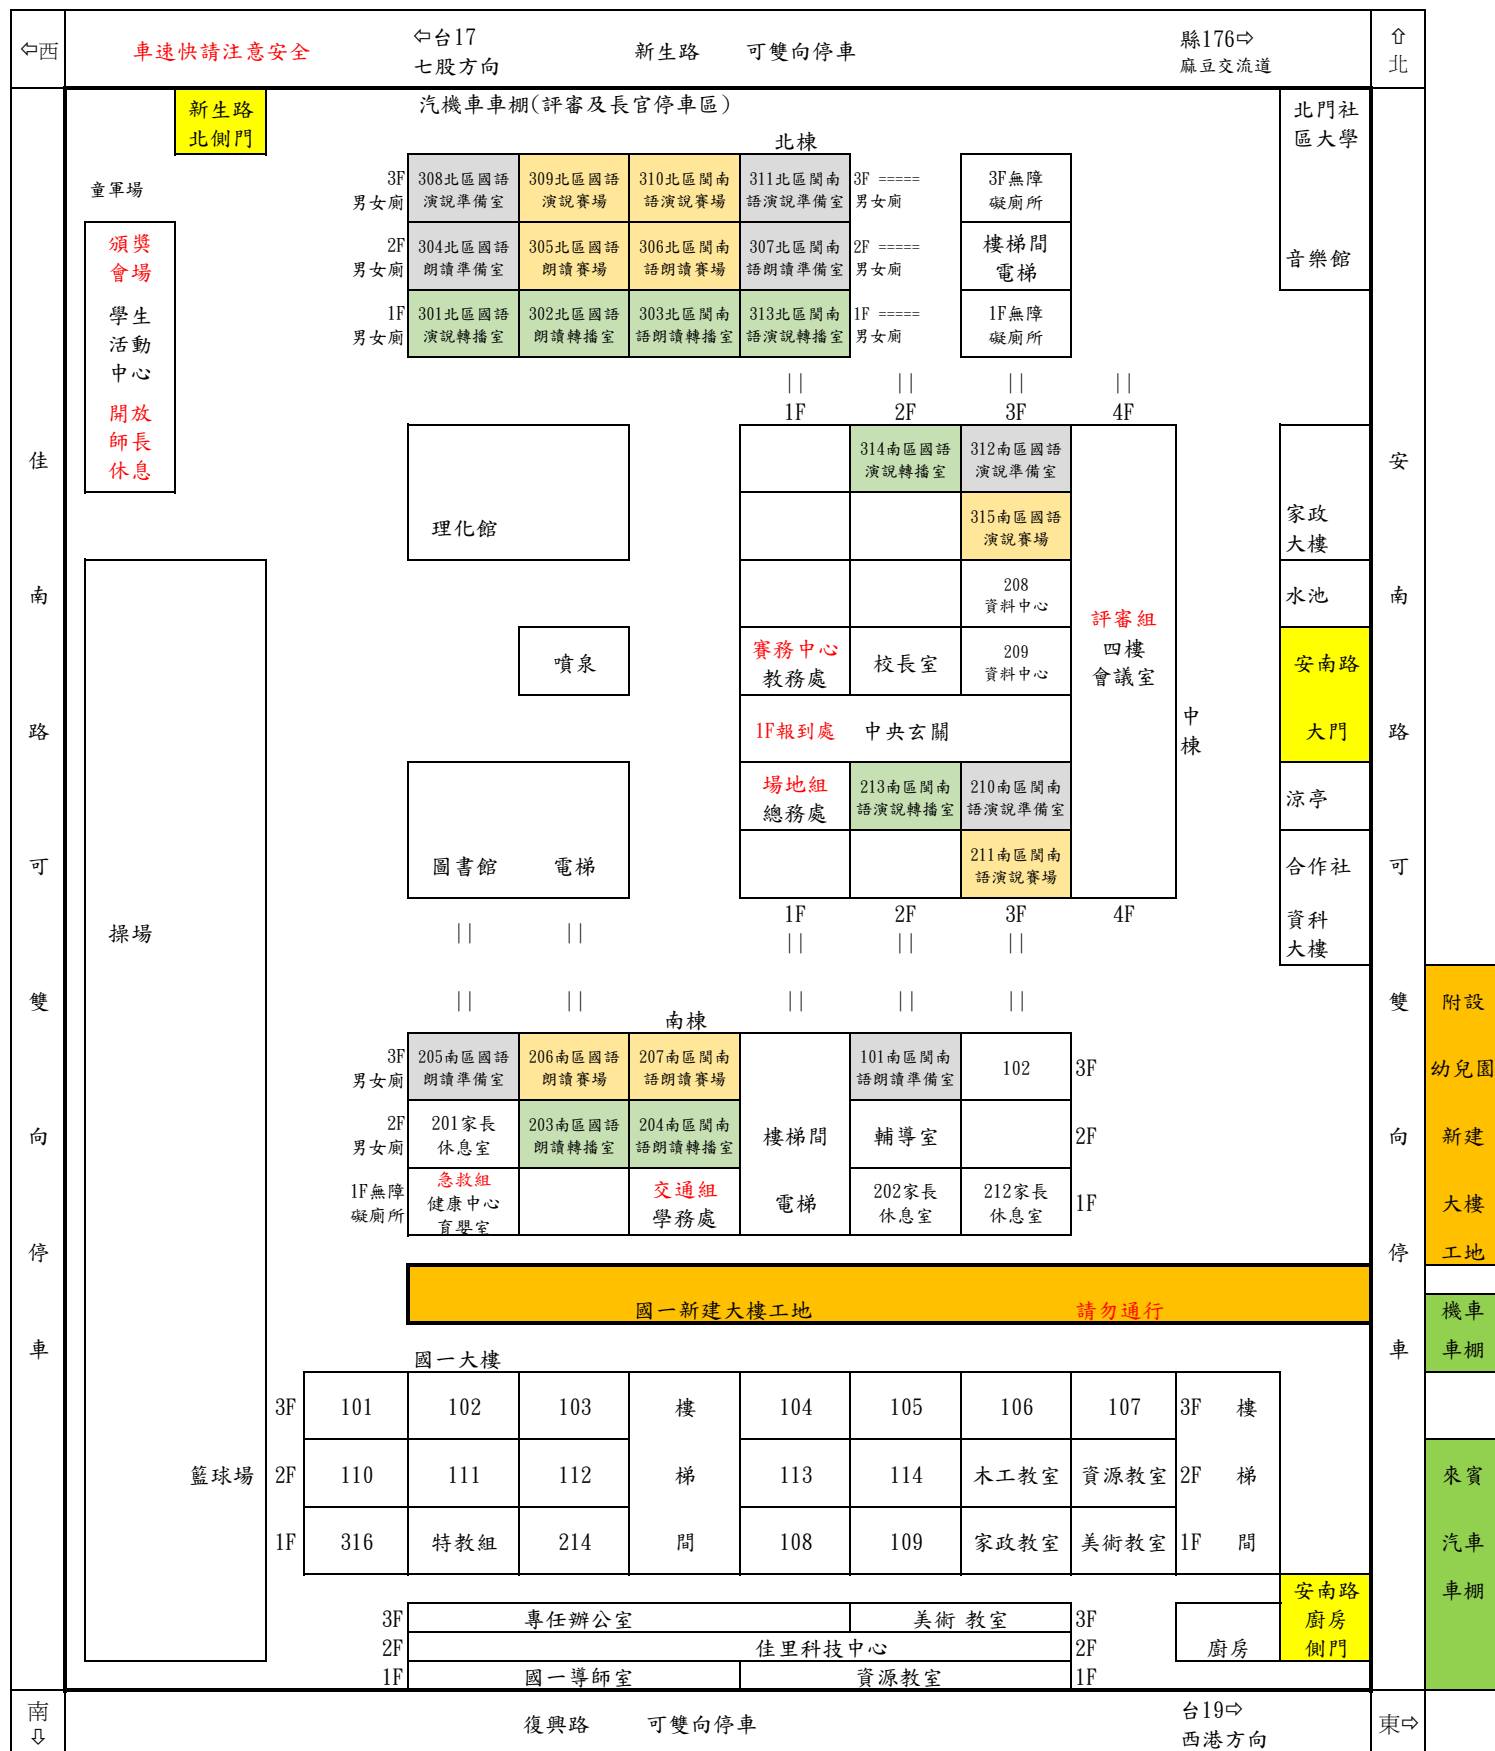 ⇦西
車速快請注意安全
⇦台17
七股方向
新生路 可雙向停車
縣176⇨
麻豆交流道
⇧
北
新生路
北側門
汽機車車棚(評審及長官停車區)
北門社
區大學
北棟
童軍場
3F
男女廁
308北區國語
演說準備室
309北區國語
演說賽場
310北區閩南
語演說賽場
311北區閩南
語演說準備室
3F =====
男女廁
3F無障
礙廁所
頒獎
會場
學生
活動
中心
開放
師長
休息
2F
男女廁
304北區國語
朗讀準備室
305北區國語
朗讀賽場
306北區閩南
語朗讀賽場
307北區閩南
語朗讀準備室
2F =====
男女廁
樓梯間
電梯
音樂館
1F
男女廁
301北區國語
演說轉播室
302北區國語
朗讀轉播室
303北區閩南
語朗讀轉播室
313北區閩南
語演說轉播室
1F =====
男女廁
1F無障
礙廁所
|| || || ||
1F 2F 3F 4F
佳
南
路
可
雙
向
停
車
理化館
314南區國語
演說轉播室
312南區國語
演說準備室
315南區國語
演說賽場
家政
大樓
安
南
路
可
雙
向
停
車
208
資料中心
水池
噴泉
賽務中心
教務處
校長室
209
資料中心
評審組
四樓
會議室
安南路
大門
1F報到處 中央玄關
中
棟
場地組
總務處
213南區閩南
語演說轉播室
210南區閩南
語演說準備室
涼亭
圖書館 電梯
211南區閩南
語演說賽場
合作社
1F 2F 3F 4F
資科
大樓
操場
|| || || || ||
|| || || || ||
南棟
附設
幼兒園
新建
大樓
工地
3F
男女廁
205南區國語
朗讀準備室
206南區國語
朗讀賽場
207南區閩南
語朗讀賽場
101南區閩南
語朗讀準備室
102
3F
2F
男女廁
201家長
休息室
203南區國語
朗讀轉播室
204南區閩南
語朗讀轉播室
樓梯間
電梯
輔導室
2F
1F無障
礙廁所
急救組
健康中心
育嬰室
交通組
學務處
202家長
休息室
212家長
休息室
1F
國一新建大樓工地 請勿通行
機車
車棚
國一大樓
3F 101 102 103 樓 104 105 106 107 3F 樓
籃球場 2F 110 111 112 梯 113 114 木工教室 資源教室 2F 梯
1F 316 特教組 214 間 108 109 家政教室 美術教室 1F 間
來賓
汽車
車棚
安南路
廚房
側門
3F 專任辦公室 美術 教室 3F
2F 佳里科技中心 2F 廚房
1F 國一導師室 資源教室 1F
南
⇩
復興路 可雙向停車
台19⇨
西港方向
東⇨